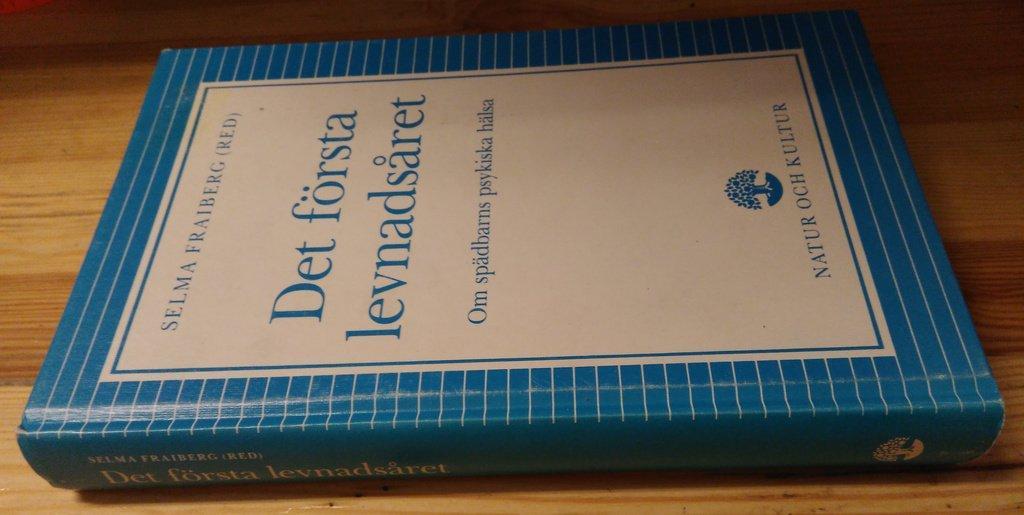 SELMA FRAIBERG (RED)
Det första
levnadsåret
Om spädbarns psykiska hälsa
NATUR OCH KULTUR
SELMA FRAIBERG (RED)
Det första levnadsåret